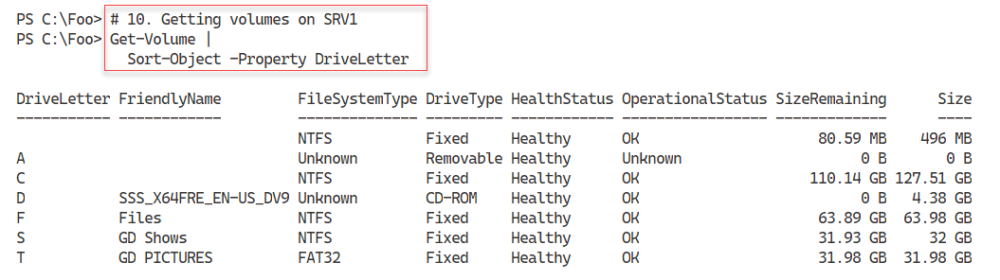 PS C:\Foo> # 10. Getting volumes on SRV1
PS C:\Foo> Get-Volume |
Sort-Object -Property DriveLetter
DriveLetter FriendlyName FileSystemType DriveType HealthStatus OperationalStatus SizeRemaining Size
----------- ------------ -------------- --------- ------------ ----------------- ------------- ----
NTFS Fixed Healthy OK 80.59 MB 496 MB
A Unknown Removable Healthy Unknown 0 B 0 B
C NTFS Fixed Healthy OK 110.14 GB 127.51 GB
D SSS_X64FRE_EN-US_DV9 Unknown CD-ROM Healthy OK 0 B 4.38 GB
F Files NTFS Fixed Healthy OK 63.89 GB 63.98 GB
S GD Shows NTFS Fixed Healthy OK 31.93 GB 32 GB
T GD PICTURES FAT32 Fixed Healthy OK 31.98 GB 31.98 GB